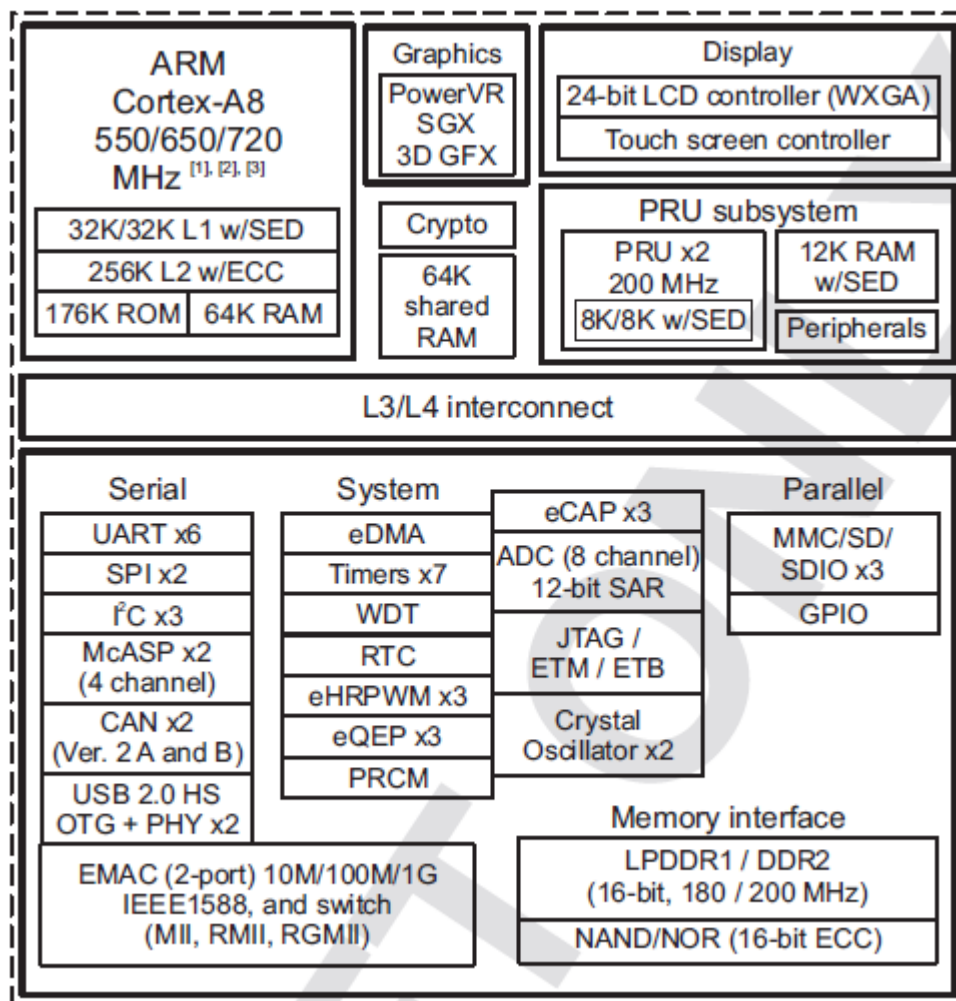 ARM
Cortex-A8
550/650/720
MHz [1], [2], [3]
32K/32K L1 w/SED
256K L2 w/ECC
176K ROM
64K RAM
Graphics
PowerVR
SGX
3D GFX
Crypto
64K
shared
RAM
Display
24-bit LCD controller (WXGA)
Touch screen controller
PRU subsystem
PRU x2
200 MHz
8K/8K w/SED
12K RAM
w/SED
Peripherals
L3/L4 interconnect
Serial
UART x6
SPI x2
I²C x3
McASP x2
(4 channel)
CAN x2
(Ver. 2 A and B)
USB 2.0 HS
OTG + PHY x2
EMAC (2-port) 10M/100M/1G
IEEE1588, and switch
(MII, RMII, RGMII)
System
eDMA
Timers x7
WDT
RTC
eHRPWM x3
eQEP x3
PRCM
eCAP x3
ADC (8 channel)
12-bit SAR
JTAG /
ETM / ETB
Crystal
Oscillator x2
Parallel
MMC/SD/
SDIO x3
GPIO
Memory interface
LPDDR1 / DDR2
(16-bit, 180 / 200 MHz)
NAND/NOR (16-bit ECC)
T ONLY